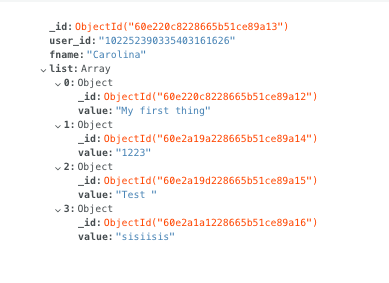 _id: ObjectId("60e220c8228665b51ce89a13")
user_id: "102252390335403161626"
fname: "Carolina"
list: Array
0: Object
_id: ObjectId("60e220c8228665b51ce89a12")
value: "My first thing"
1: Object
_id: ObjectId("60e2a19a228665b51ce89a14")
value: "1223"
2: Object
_id: ObjectId("60e2a19d228665b51ce89a15")
value: "Test "
3: Object
_id: ObjectId("60e2a1a1228665b51ce89a16")
value: "sisiisis"